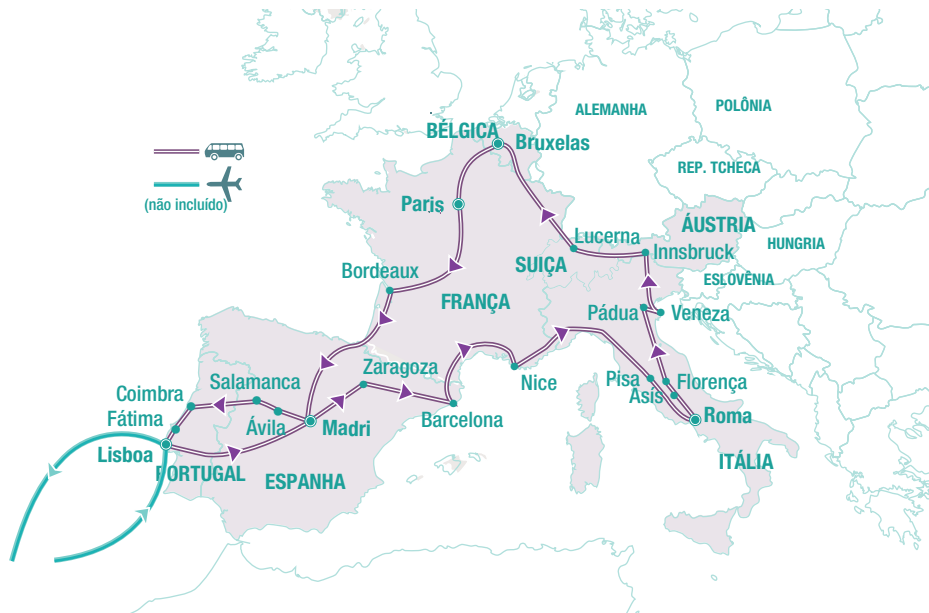 ALEMANHA
POLÔNIA
BÉLGICA
Bruxelas
REP. TCHECA
(não incluído)
Paris
ÁUSTRIA
Lucerna
Innsbruck
HUNGRIA
SUIÇA
Bordeaux
ESLOVÊNIA
FRANÇA
Pádua
Veneza
Zaragoza
Nice
Pisa
Florença
Asis
Coimbra
Salamanca
Fátima
Ávila
Madri
Barcelona
Roma
Lisboa
PORTUGAL
ESPANHA
ITÁLIA